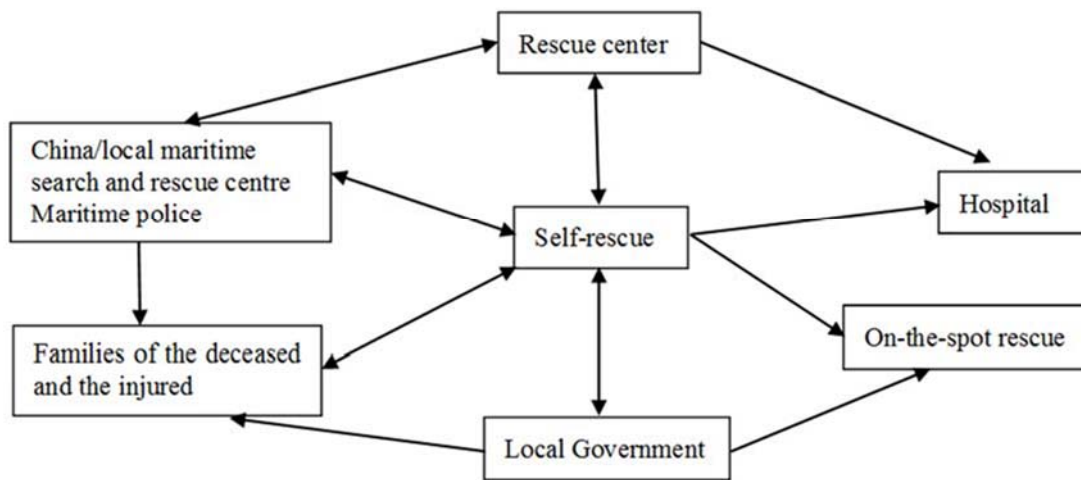 Rescue center
China/local maritime
search and rescue centre
Maritime police
Self-rescue
Hospital
Families of the deceased
and the injured
On-the-spot rescue
Local Government